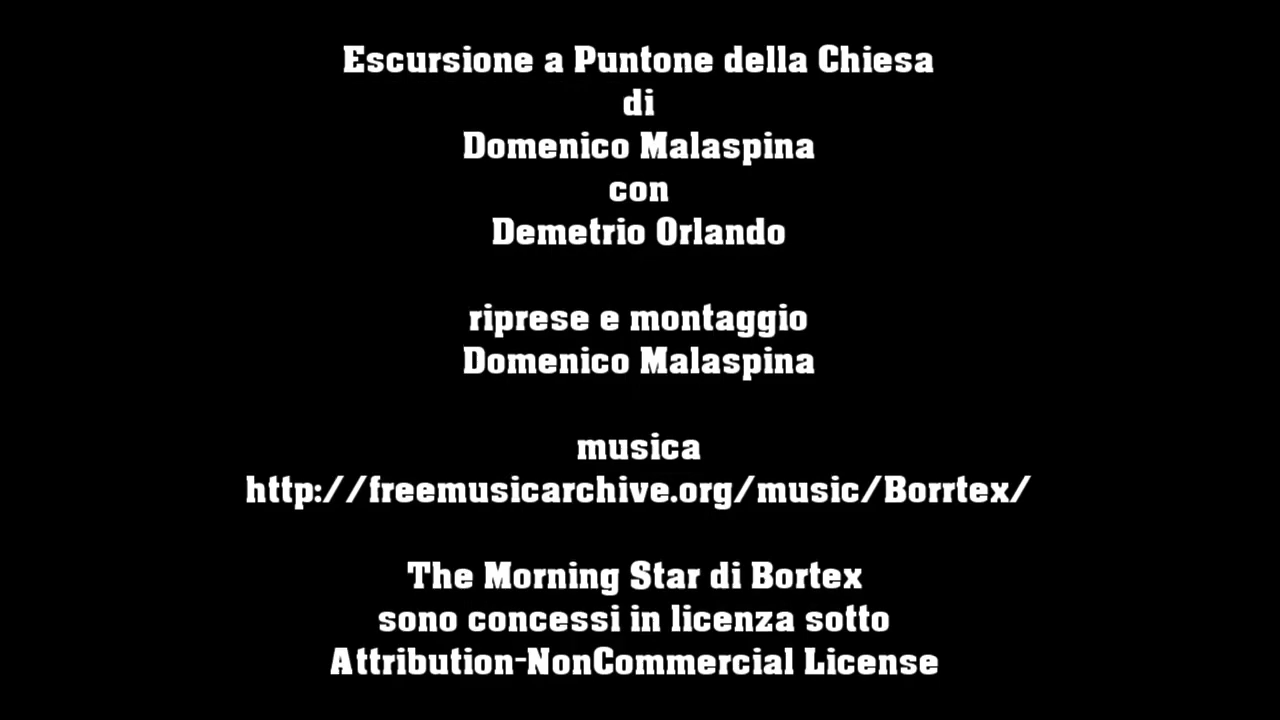 Escursione a Puntone della Chiesa
di
Domenico Malaspina
con
Demetrio Orlando
riprese e montaggio
Domenico Malaspina
musica
http://freemusicarchive.org/music/Borrtex/
The Morning Star di Bortex
sono concessi in licenza sotto
Attribution-NonCommercial License